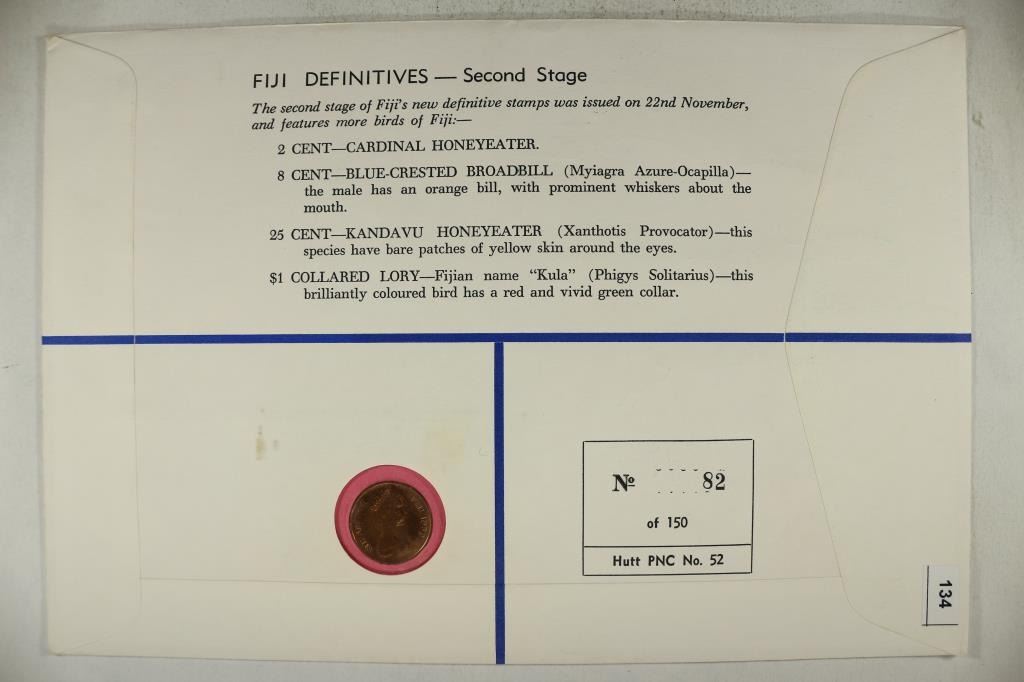 FIJI DEFINITIVES — Second Stage
The second stage of Fiji's new definitive stamps was issued on 22nd November,
and features more birds of Fiji:—
2 CENT—CARDINAL HONEYEATER.
8 CENT—BLUE-CRESTED BROADBILL (Myiagra Azure-Ocapilla)—
the male has an orange bill, with prominent whiskers about the
mouth.
25 CENT—KANDAVU HONEYEATER (Xanthotis Provocator)—this
species have bare patches of yellow skin around the eyes.
$1 COLLARED LORY—Fijian name "Kula" (Phigys Solitarius)—this
brilliantly coloured bird has a red and vivid green collar.
No 82
of 150
Hutt PNC No. 52
134